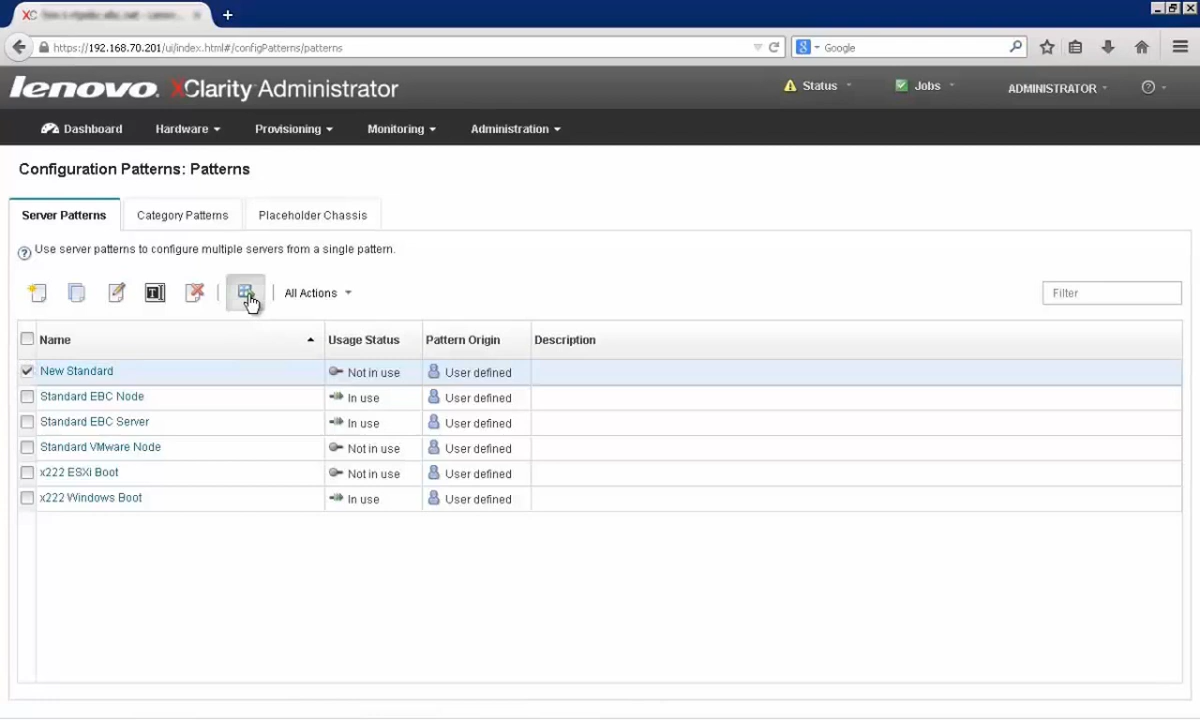 XC
https://192.168.70.201/ui/index.html#/configPatterns/patterns
Google
lenovo. XClarity Administrator
Status
Jobs
ADMINISTRATOR
Dashboard
Hardware
Provisioning
Monitoring
Administration
Configuration Patterns: Patterns
Server Patterns
Category Patterns
Placeholder Chassis
Use server patterns to configure multiple servers from a single pattern.
All Actions
Filter
Name Usage Status Pattern Origin Description
New Standard Not in use User defined
Standard EBC Node In use User defined
Standard EBC Server In use User defined
Standard VMware Node Not in use User defined
x222 ESXi Boot Not in use User defined
x222 Windows Boot In use User defined